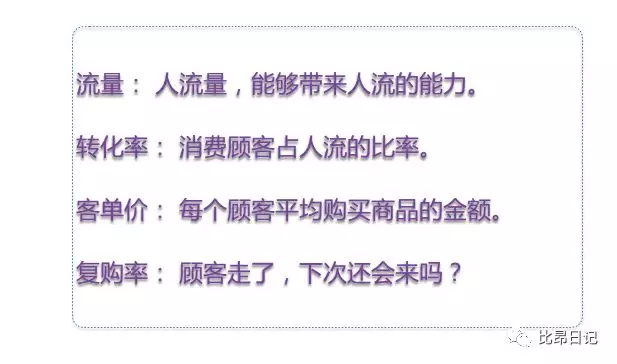 流量： 人流量，能够带来人流的能力。
转化率： 消费顾客占人流的比率。
客单价： 每个顾客平均购买商品的金额。
复购率： 顾客走了，下次还会来吗？
比昂日记